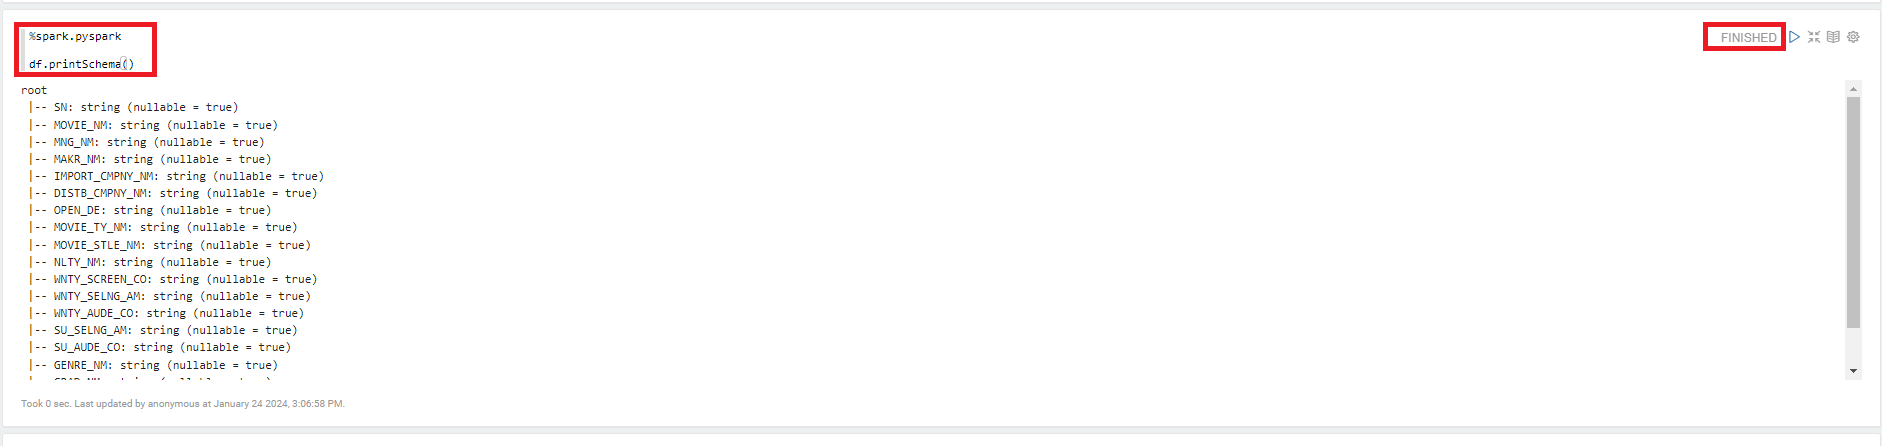 %spark.pyspark
FINISHED
df.printSchema()
root
|-- SN: string (nullable = true)
|-- MOVIE_NM: string (nullable = true)
|-- MNG_NM: string (nullable = true)
|-- MAKR_NM: string (nullable = true)
|-- IMPORT_CMPNY_NM: string (nullable = true)
|-- DISTB_CMPNY_NM: string (nullable = true)
|-- OPEN_DE: string (nullable = true)
|-- MOVIE_TY_NM: string (nullable = true)
|-- MOVIE_STLE_NM: string (nullable = true)
|-- NLTY_NM: string (nullable = true)
|-- WNTY_SCREEN_CO: string (nullable = true)
|-- WNTY_SELNG_AM: string (nullable = true)
|-- WNTY_AUDE_CO: string (nullable = true)
|-- SU_SELNG_AM: string (nullable = true)
|-- SU_AUDE_CO: string (nullable = true)
|-- GENRE_NM: string (nullable = true)
Took 0 sec. Last updated by anonymous at January 24 2024, 3:06:58 PM.